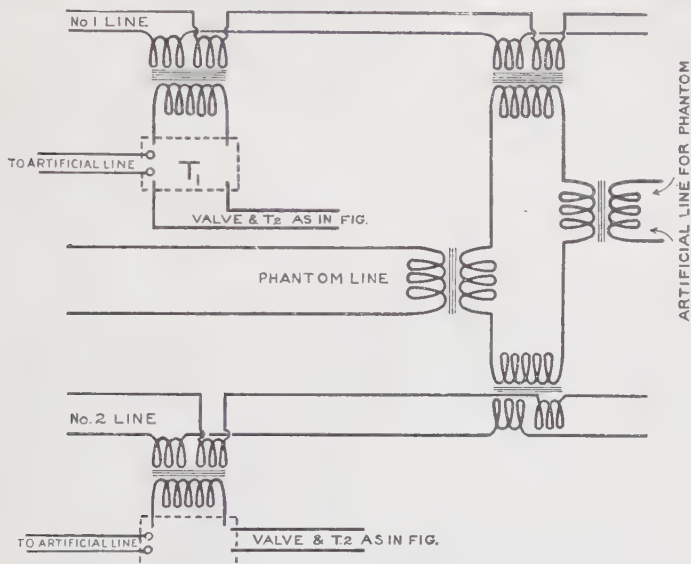 No 1 LINE
TO ARTIFICIAL LINE
T1
VALVE & T2 AS IN FIG.
ARTIFICIAL LINE FOR PHANTOM
PHANTOM LINE
No. 2 LINE
TO ARTIFICIAL LINE
VALVE & T.2 AS IN FIG.